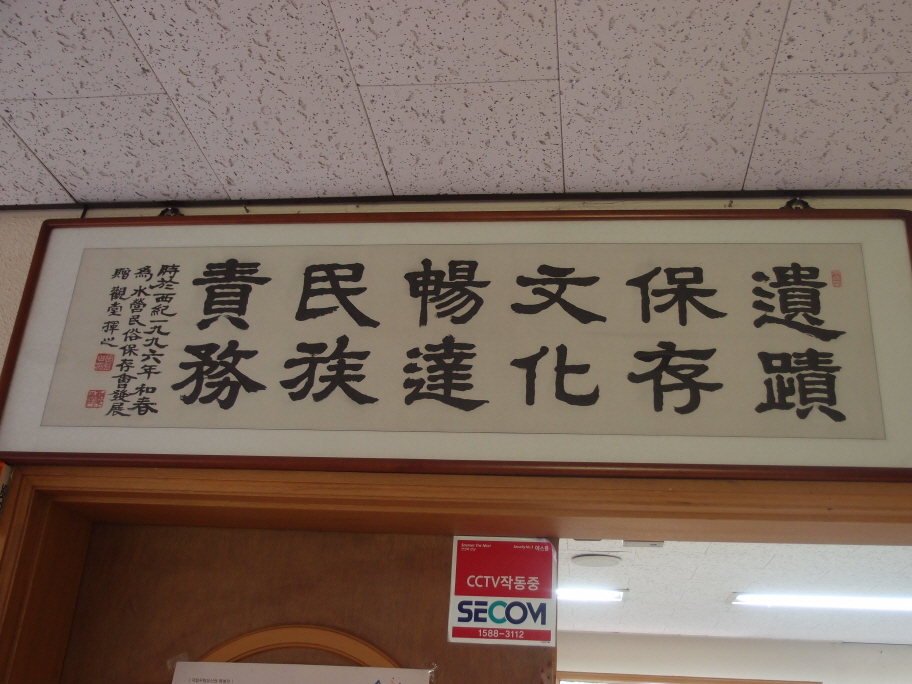 遺蹟
保存
文化
暢達
民族
責務
時於西紀一九九六年和春
為水營民俗保存會發展
贈 觀堂 揮之
CCTV작동중
SECOM
1588-3112